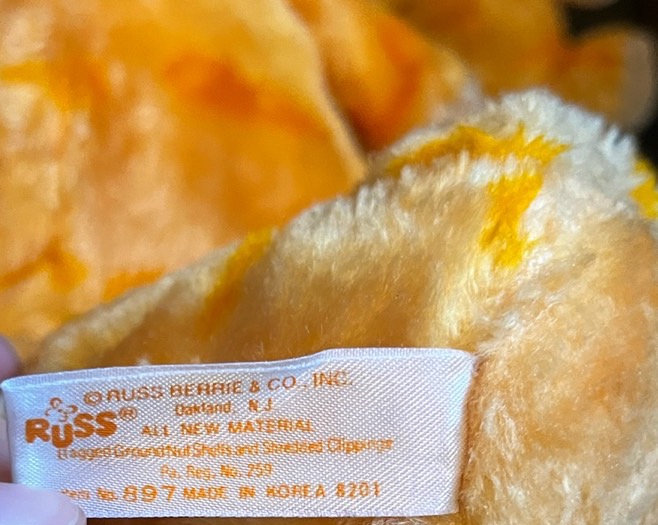 © RUSS BERRIE & CO., INC.
Oakland, N.J.
RUSS®
ALL NEW MATERIAL
Bagged Ground Nut Shells and Shredded Clippings
Pa. Reg. No. 259
Item No. 897 MADE IN KOREA 8201